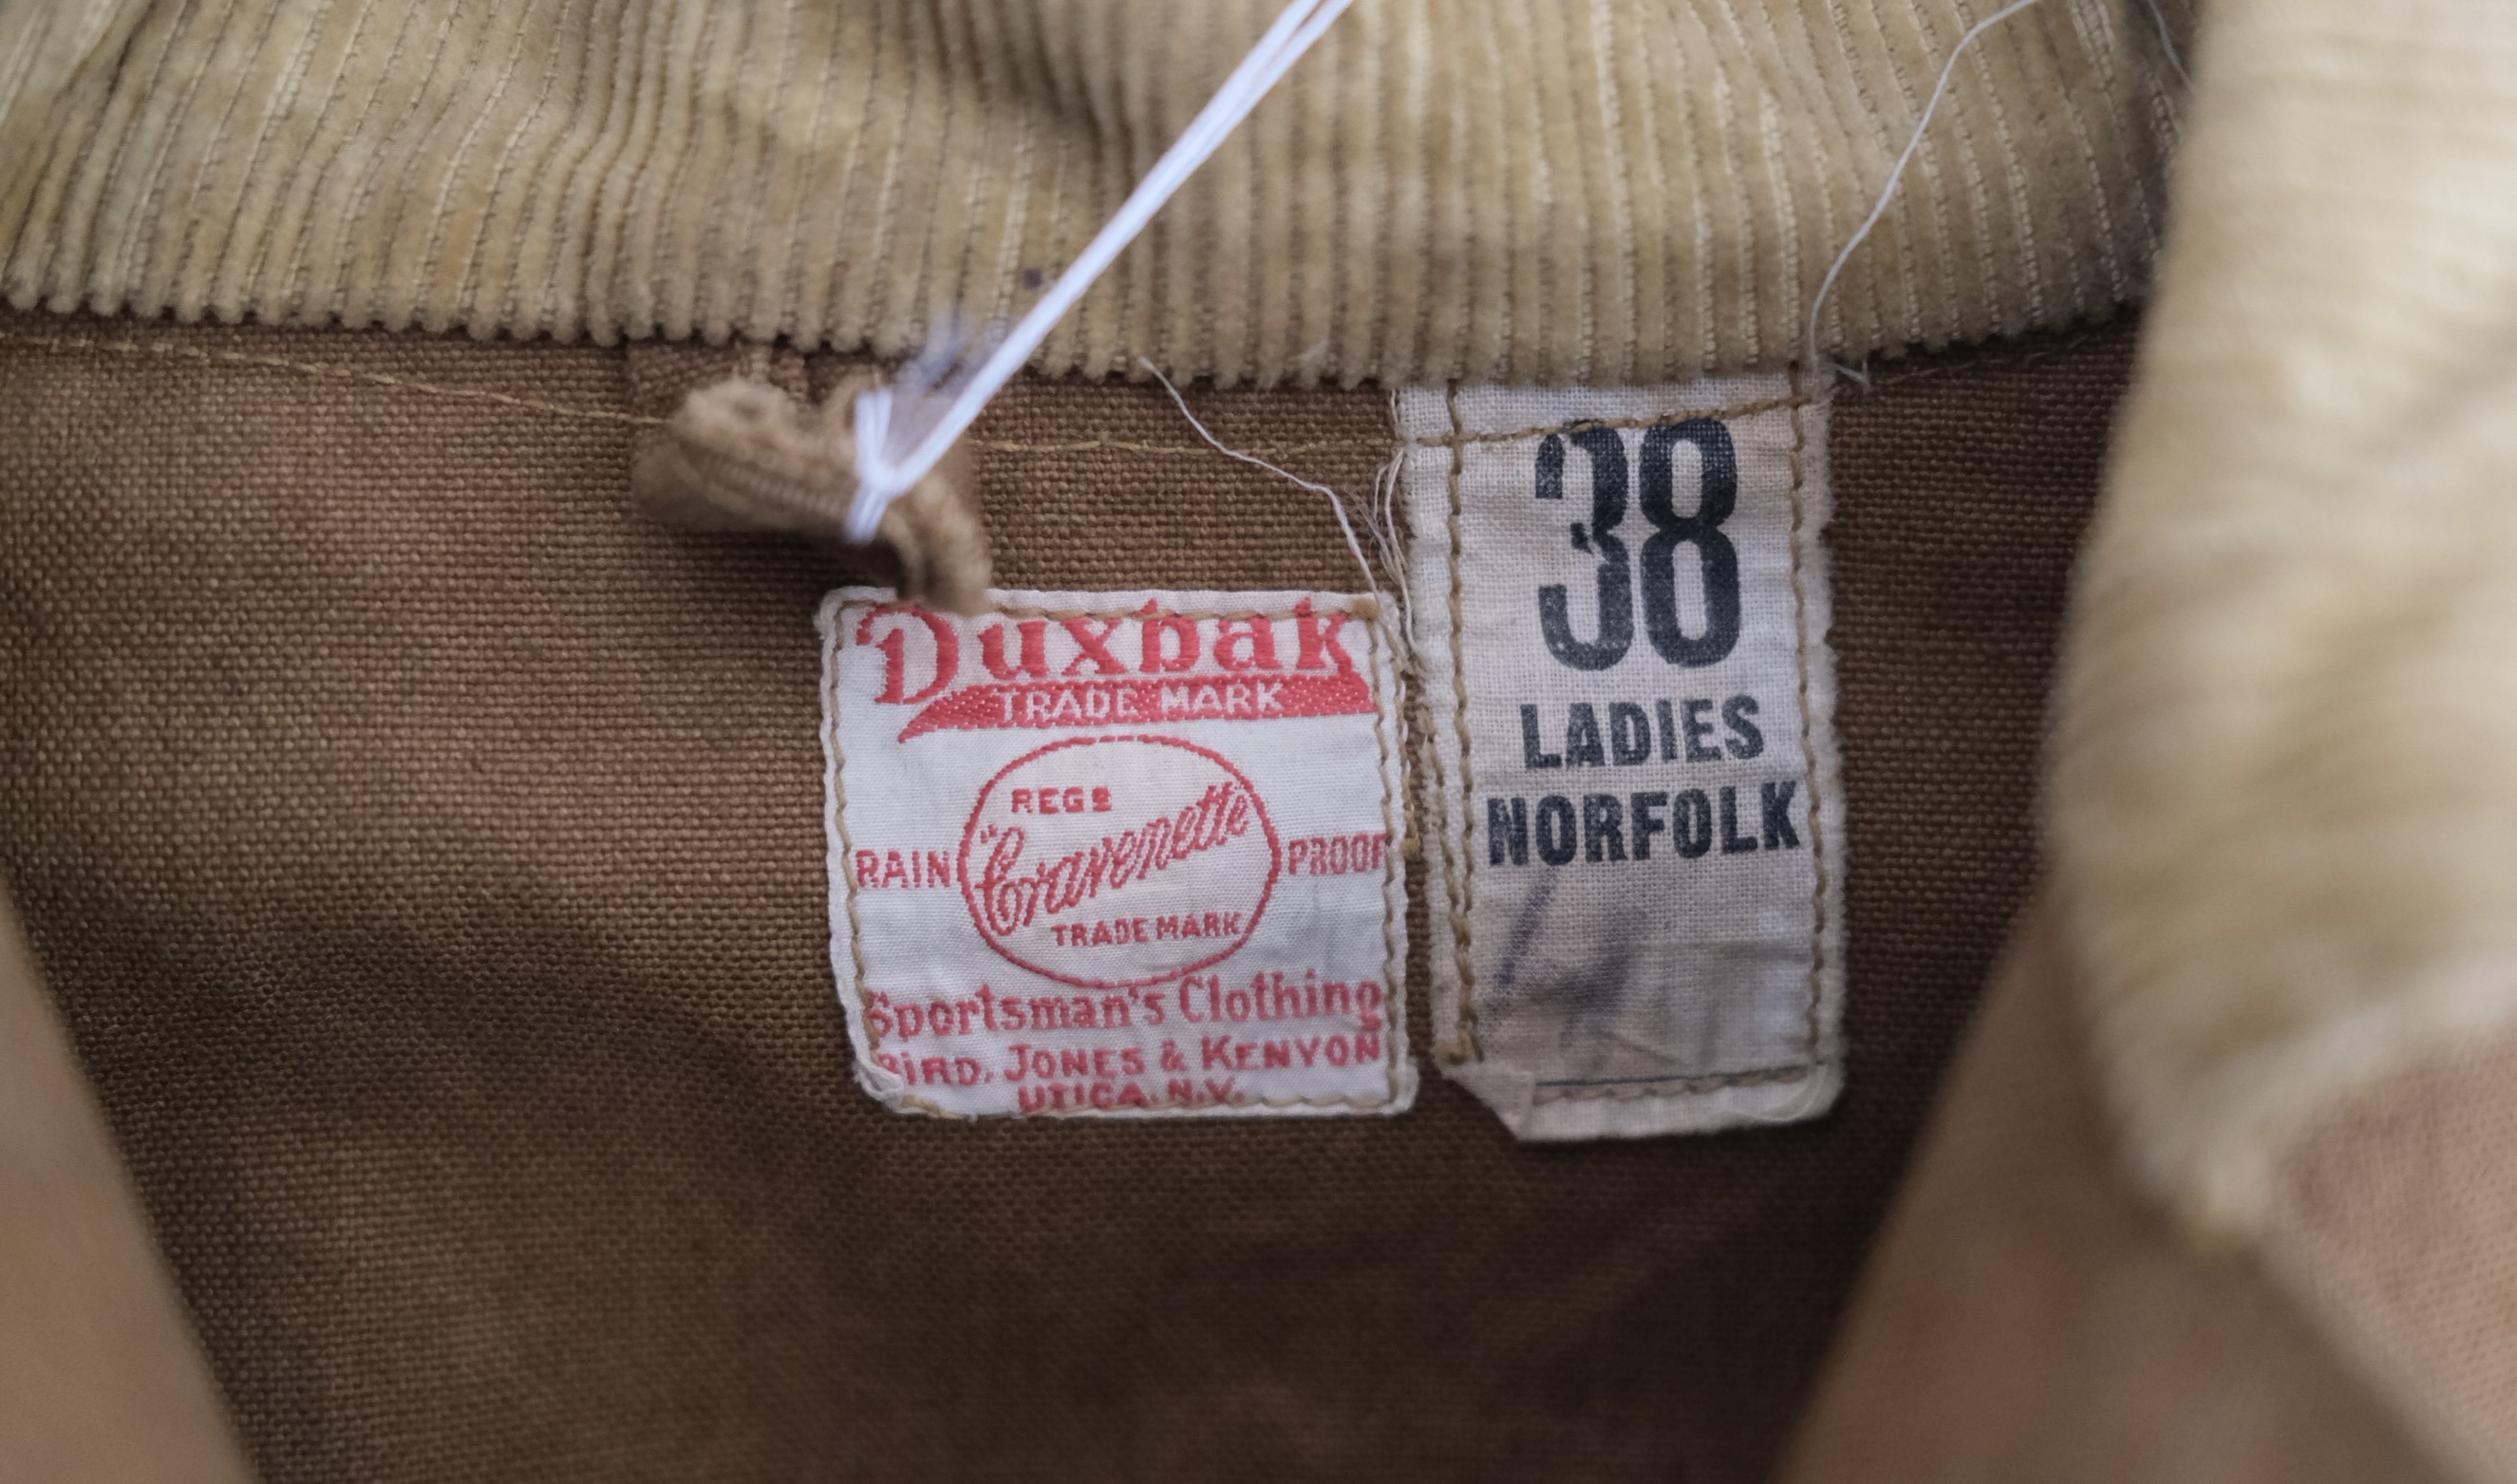 Duxbak
TRADE MARK
REGD
"Cravenette
RAIN PROOF
TRADE MARK
Sportsman's Clothing
BIRD, JONES & KENYON
UTICA, N.Y.
38
LADIES
NORFOLK